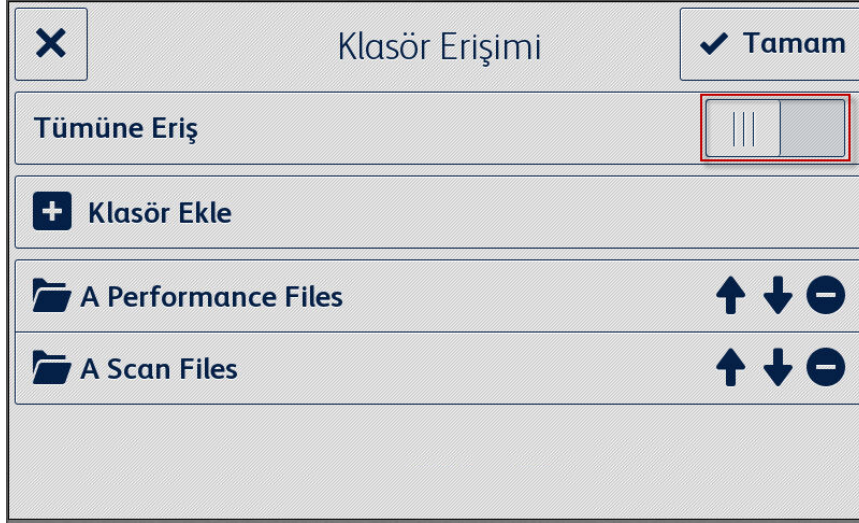 Klasör Erişimi
Tamam
Tümüne Eriş
Klasör Ekle
A Performance Files
A Scan Files